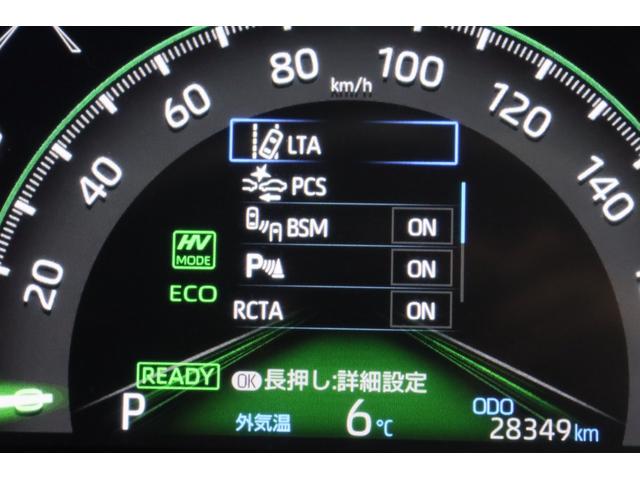 80 km/h 100
60 120
40 140
20
LTA
PCS
BSM ON
P ON
RCTA ON
HV
MODE
ECO
READY
OK 長押し:詳細設定
P 外気温 6℃
ODO
28349km